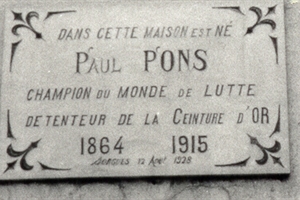 DANS CETTE MAISON EST NÉ
PAUL PONS
CHAMPION DU MONDE DE LUTTE
DETENTEUR DE LA CEINTURE D'OR
1864 1915
SORGUES 12 AOUT 1928